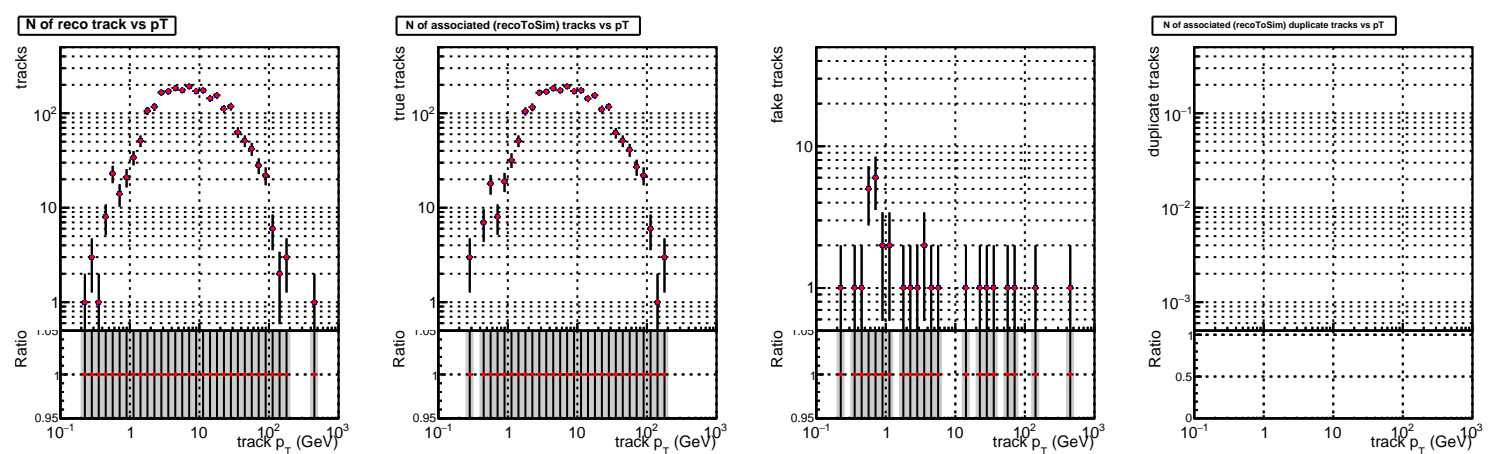 N of reco track vs pT
tracks
10²
10
1
Ratio
1.05
1
0.95
10⁻¹ 1 10 10² 10³
track p_T (GeV)
N of associated (recoToSim) tracks vs pT
true tracks
10²
10
1
Ratio
1.05
1
0.95
10⁻¹ 1 10 10² 10³
track p_T (GeV)
fake tracks
10
1
Ratio
1.05
1
0.95
10⁻¹ 1 10 10² 10³
track p_T (GeV)
N of associated (recoToSim) duplicate tracks vs pT
duplicate tracks
10⁻¹
10⁻²
10⁻³
Ratio
1
0.5
0
10⁻¹ 1 10 10² 10³
track p_T (GeV)